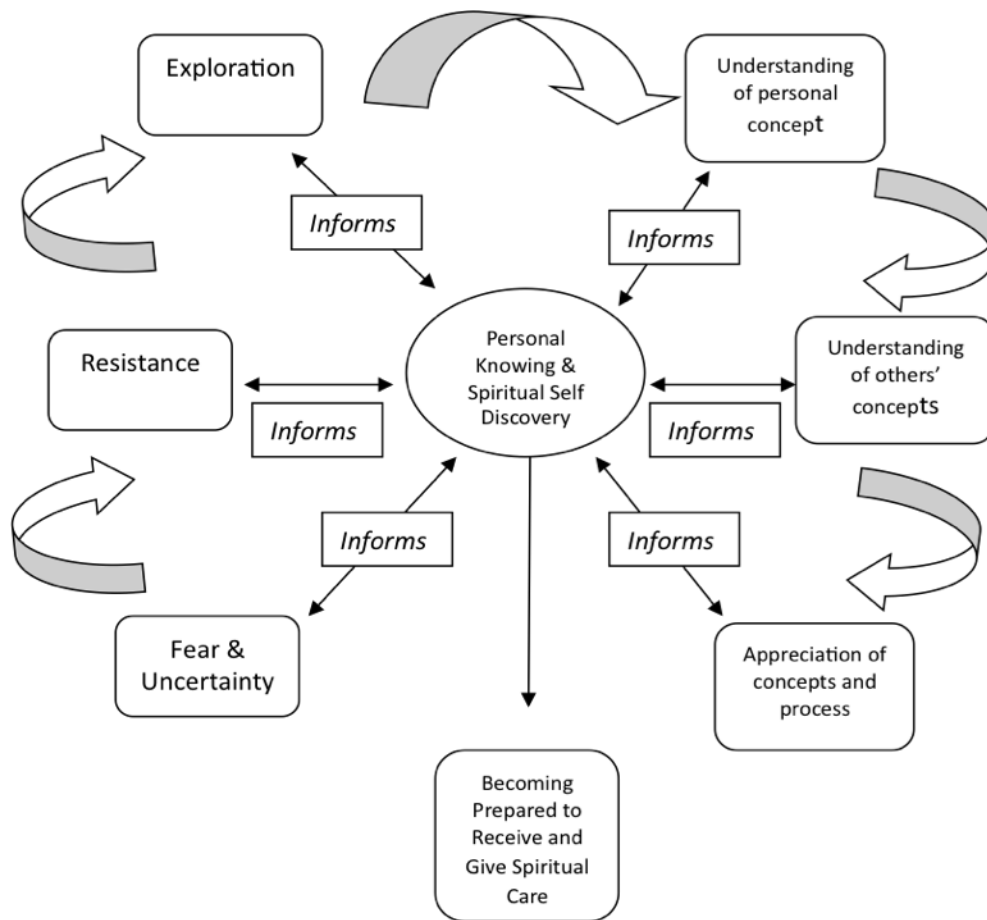 Exploration
Understanding
of personal
concept
Informs
Informs
Personal
Knowing &
Spiritual Self
Discovery
Resistance
Understanding
of others'
concepts
Informs
Informs
Informs
Informs
Fear &
Uncertainty
Appreciation of
concepts and
process
Becoming
Prepared to
Receive and
Give Spiritual
Care